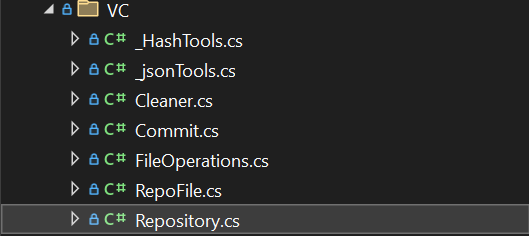 VC
C# _HashTools.cs
C# _jsonTools.cs
C# Cleaner.cs
C# Commit.cs
C# FileOperations.cs
C# RepoFile.cs
C# Repository.cs